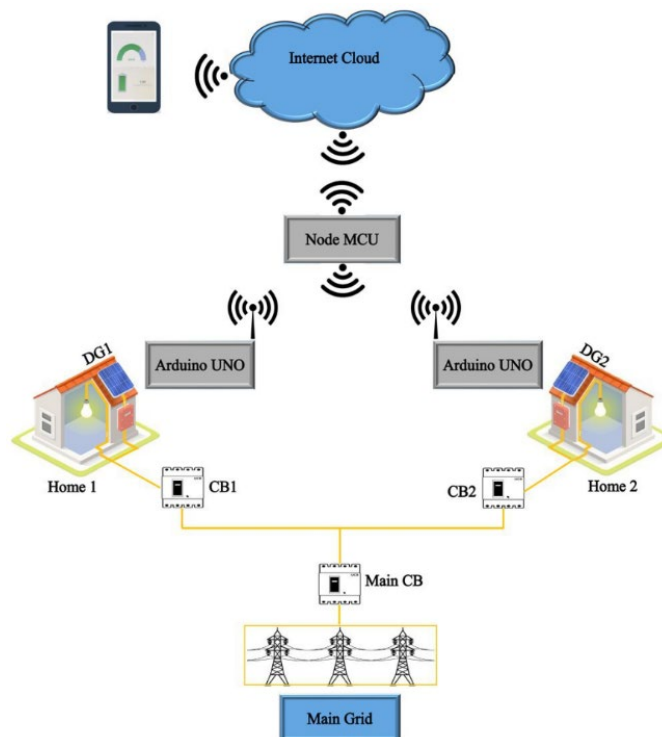 Internet Cloud
Node MCU
DG1
Arduino UNO
Arduino UNO
DG2
Home 1
CB1
CB2
Home 2
Main CB
Main Grid